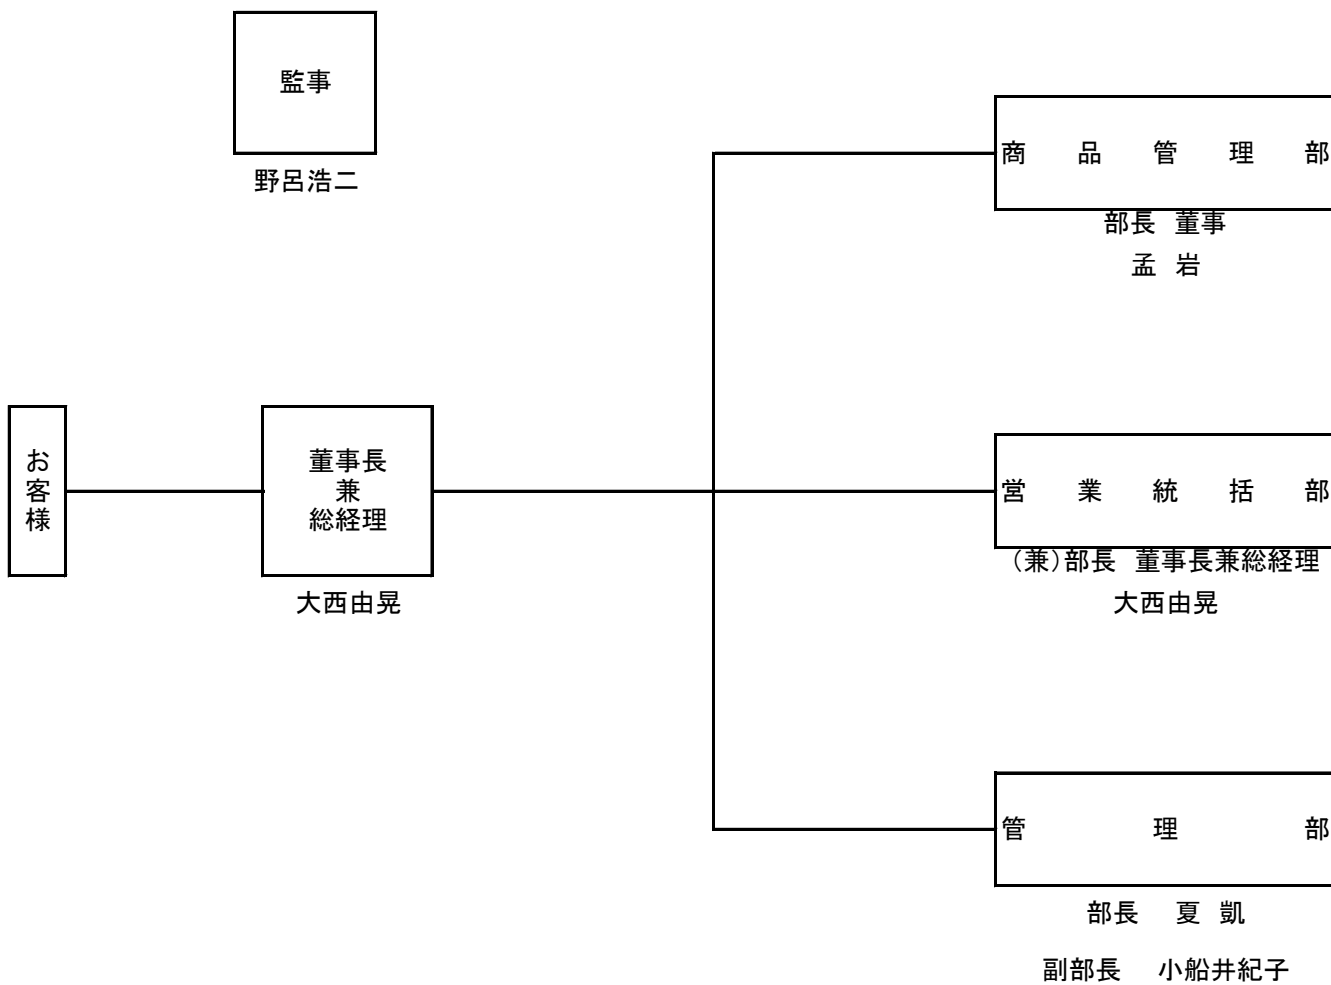 監事
野呂浩二
商品管理部
部長 董事
孟 岩
お客様
董事長
兼
総経理
大西由晃
営業統括部
(兼)部長 董事長兼総経理
大西由晃
管理部
部長 夏 凱
副部長 小船井紀子